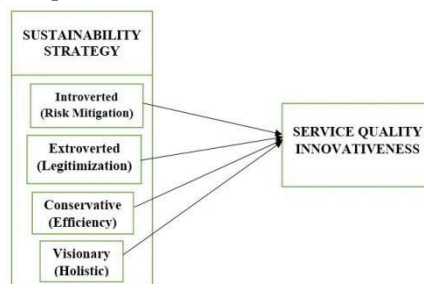 SUSTAINABILITY
STRATEGY
Introverted
(Risk Mitigation)
Extroverted
(Legitimization)
Conservative
(Efficiency)
Visionary
(Holistic)
SERVICE QUALITY
INNOVATIVENESS